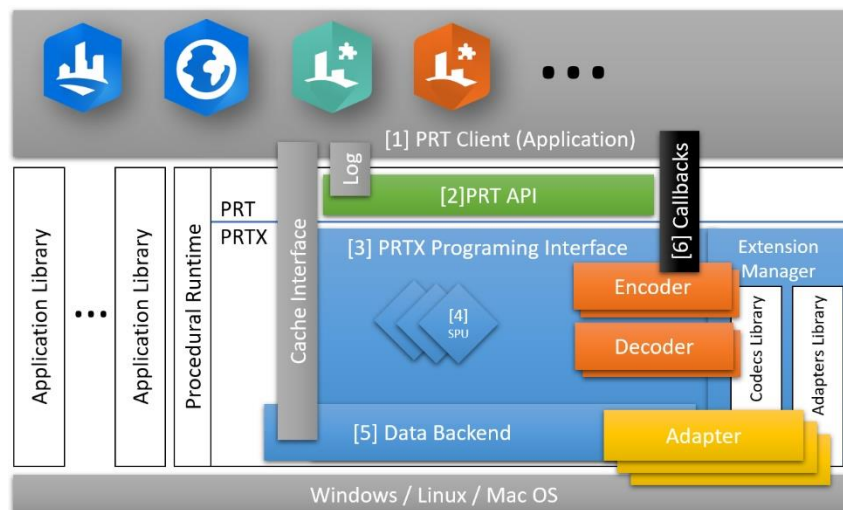 [1] PRT Client (Application)
Application Library
...
Application Library
Procedural Runtime
PRT
PRTX
Cache Interface
Log
[2]PRT API
[6] Callbacks
[3] PRTX Programing Interface
Extension
Manager
[4]
SPU
Encoder
Decoder
Codecs Library
Adapters Library
[5] Data Backend
Adapter
Windows / Linux / Mac OS